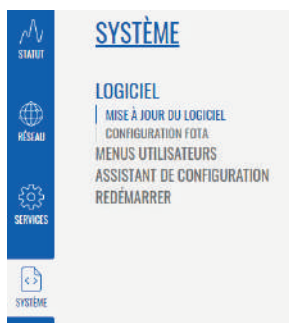 STATUT
RÉSEAU
SERVICES
SYSTÈME
SYSTÈME
LOGICIEL
MISE À JOUR DU LOGICIEL
CONFIGURATION FOTA
MENUS UTILISATEURS
ASSISTANT DE CONFIGURATION
REDÉMARRER